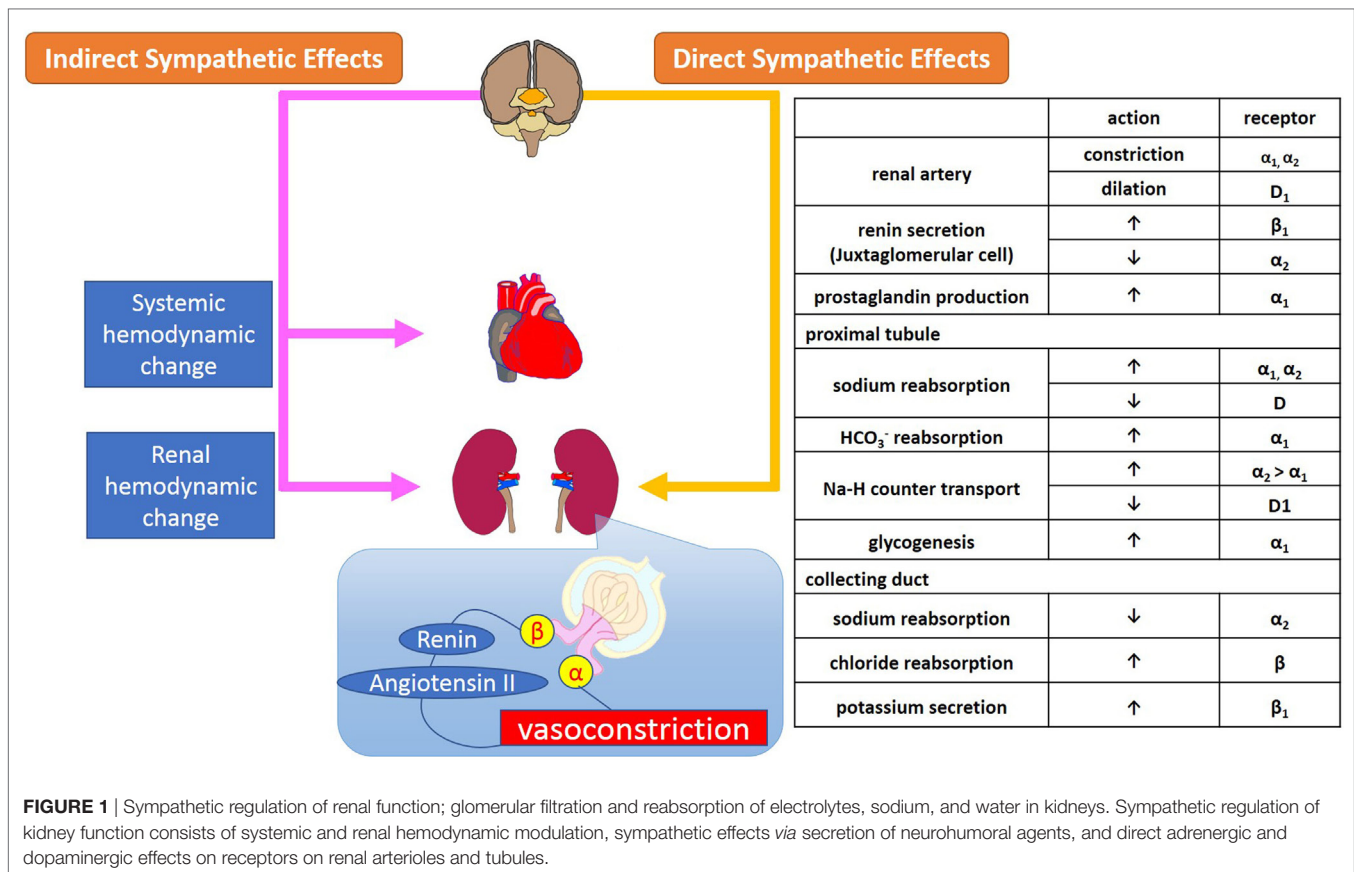 Indirect Sympathetic Effects
Direct Sympathetic Effects
Systemic
hemodynamic
change
Renal
hemodynamic
change
β
Renin
α
Angiotensin II
vasoconstriction
action receptor
renal artery
constriction α₁, α₂
dilation D₁
renin secretion
(Juxtaglomerular cell)
↑ β₁
↓ α₂
prostaglandin production ↑ α₁
proximal tubule
sodium reabsorption
↑ α₁, α₂
↓ D
HCO₃⁻ reabsorption ↑ α₁
Na-H counter transport
↑ α₂ > α₁
↓ D1
glycogenesis ↑ α₁
collecting duct
sodium reabsorption ↓ α₂
chloride reabsorption ↑ β
potassium secretion ↑ β₁
FIGURE 1 | Sympathetic regulation of renal function; glomerular filtration and reabsorption of electrolytes, sodium, and water in kidneys. Sympathetic regulation of
kidney function consists of systemic and renal hemodynamic modulation, sympathetic effects via secretion of neurohumoral agents, and direct adrenergic and
dopaminergic effects on receptors on renal arterioles and tubules.